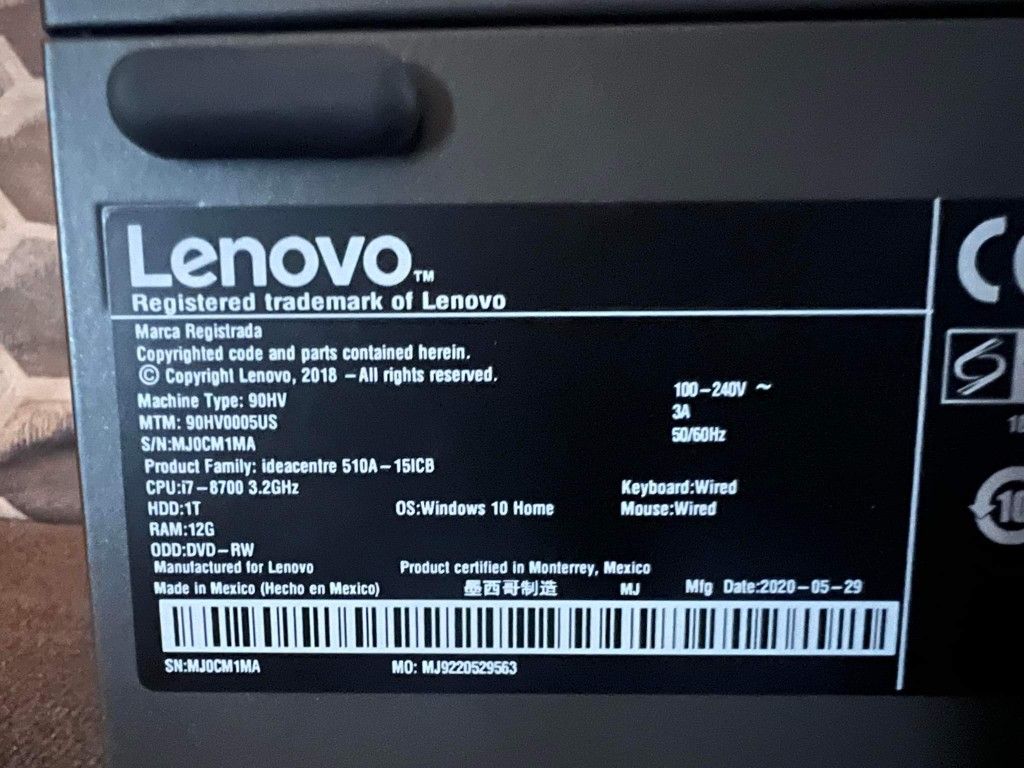 Lenovo™
Registered trademark of Lenovo
Marca Registrada
Copyrighted code and parts contained herein.
© Copyright Lenovo, 2018 – All rights reserved.
Machine Type: 90HV
100–240V ~
MTM: 90HV0005US
3A
S/N:MJ0CM1MA
50/60Hz
Product Family: ideacentre 510A–15ICB
CPU:i7–8700 3.2GHz
Keyboard:Wired
HDD:1T
OS:Windows 10 Home
Mouse:Wired
RAM:12G
ODD:DVD–RW
Manufactured for Lenovo
Product certified in Monterrey, Mexico
Made in Mexico (Hecho en Mexico)
墨西哥制造
MJ
Mfg Date:2020–05–29
SN:MJ0CM1MA
MO: MJ9220529563
10